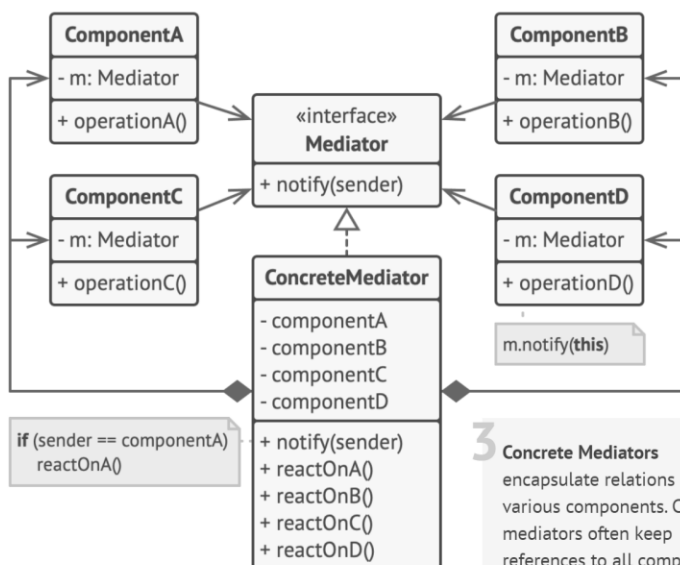 ComponentA
- m: Mediator
+ operationA()
ComponentB
- m: Mediator
+ operationB()
«interface»
Mediator
+ notify(sender)
ComponentC
- m: Mediator
+ operationC()
ComponentD
- m: Mediator
+ operationD()
m.notify(this)
ConcreteMediator
- componentA
- componentB
- componentC
- componentD
+ notify(sender)
+ reactOnA()
+ reactOnB()
+ reactOnC()
+ reactOnD()
if (sender == componentA)
reactOnA()
3
Concrete Mediators
encapsulate relations
various components.
mediators often keep
references to all